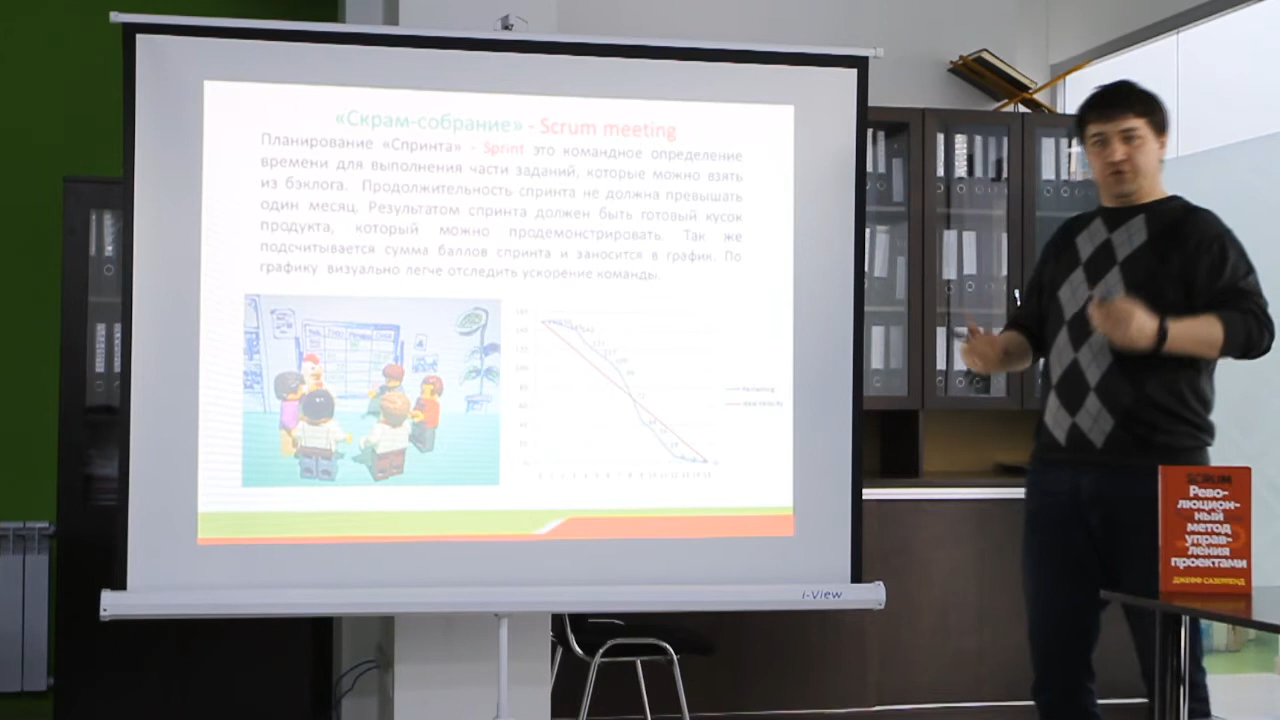 «Скрам-собрание» - Scrum meeting
Планирование «Спринта» - Sprint это командное определение
времени для выполнения части заданий, которые можно взять
из бэклога. Продолжительность спринта не должна превышать
один месяц. Результатом спринта должен быть готовый кусок
продукта, который можно продемонстрировать. Так же
подсчитывается сумма баллов спринта и заносится в график. По
графику визуально легче отследить ускорение команды.
i-View
SCRUM
Рево-
люцион-
ный
метод
управ-
ления
проектами
ДЖЕФФ САЗЕРЛЕНД